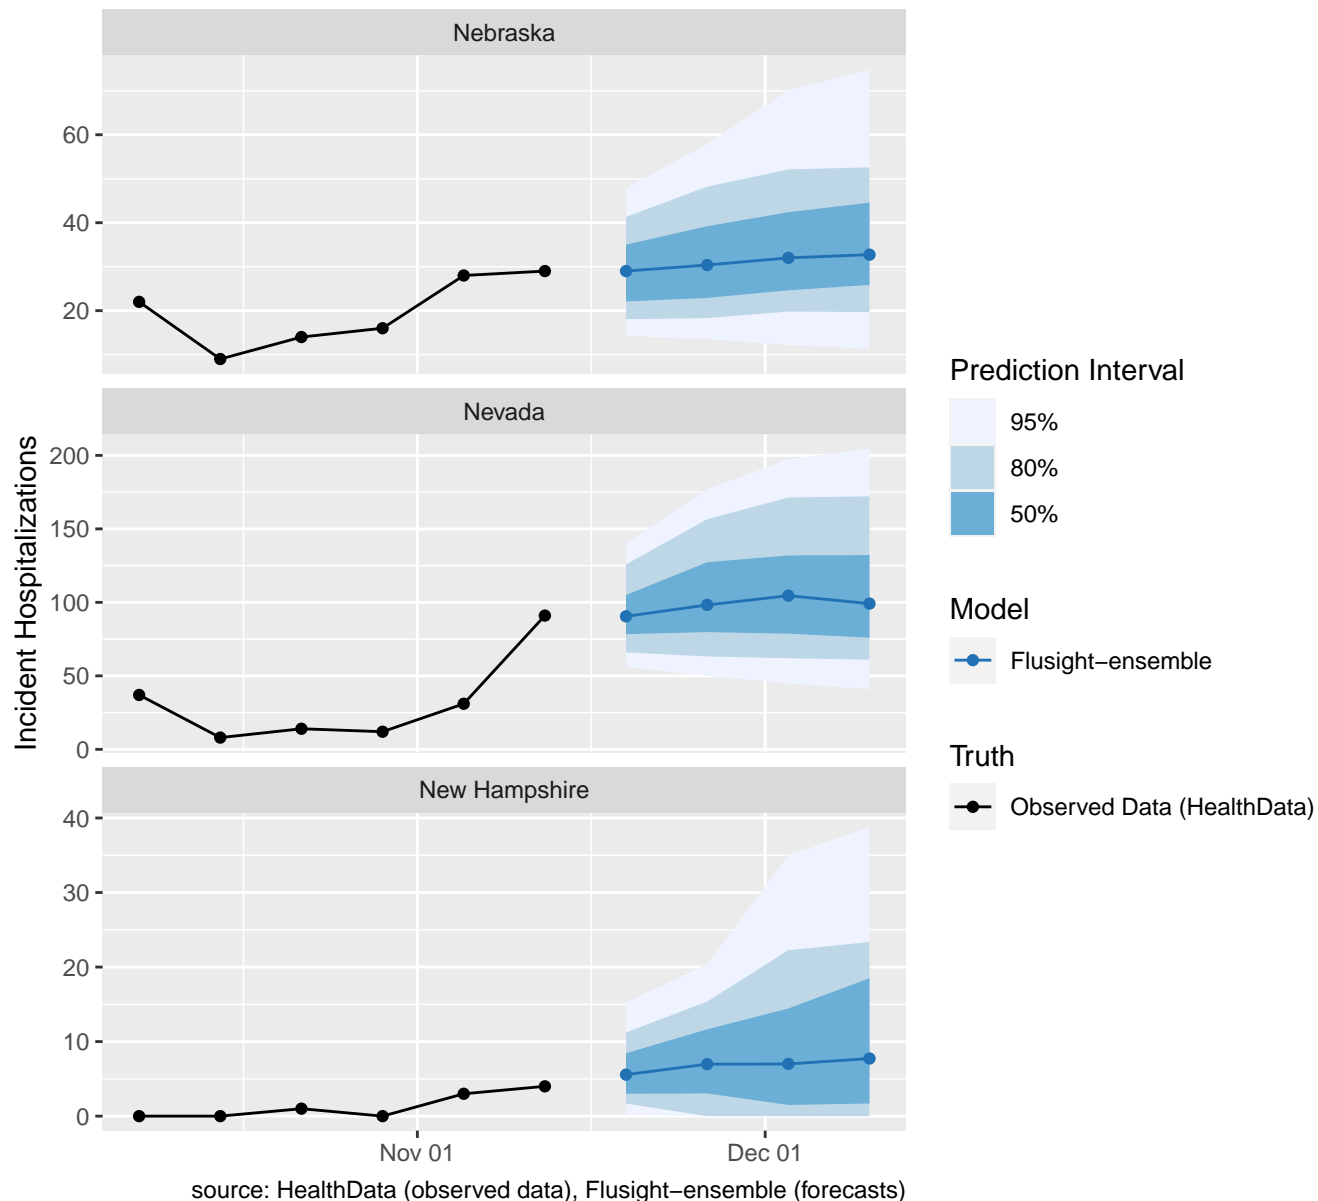 Nebraska
60
40
20
Nevada
200
150
100
50
0
New Hampshire
40
30
20
10
0
Nov 01
Dec 01
Incident Hospitalizations
source: HealthData (observed data), Flusight−ensemble (forecasts)
Prediction Interval
95%
80%
50%
Model
Flusight−ensemble
Truth
Observed Data (HealthData)